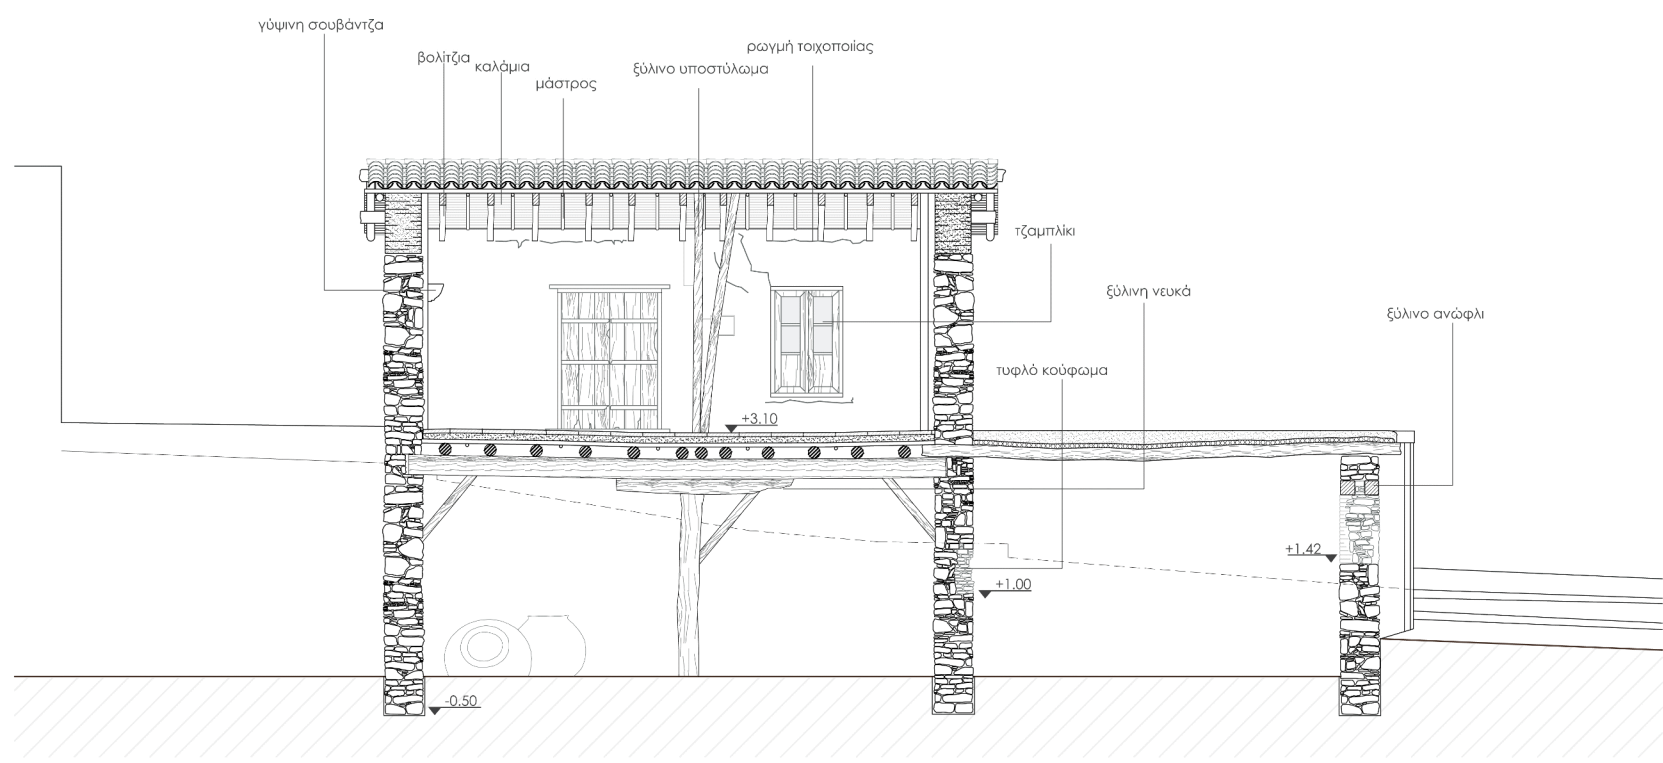 γύψινη σουβάντζα
βολίτζια
καλάμια
μάστρος
ξύλινο υποστύλωμα
ρωγμή τοιχοποιίας
τζαμπλίκι
ξύλινη νευκά
ξύλινο ανώφλι
τυφλό κούφωμα
+3.10
+1.42
+1.00
-0.50